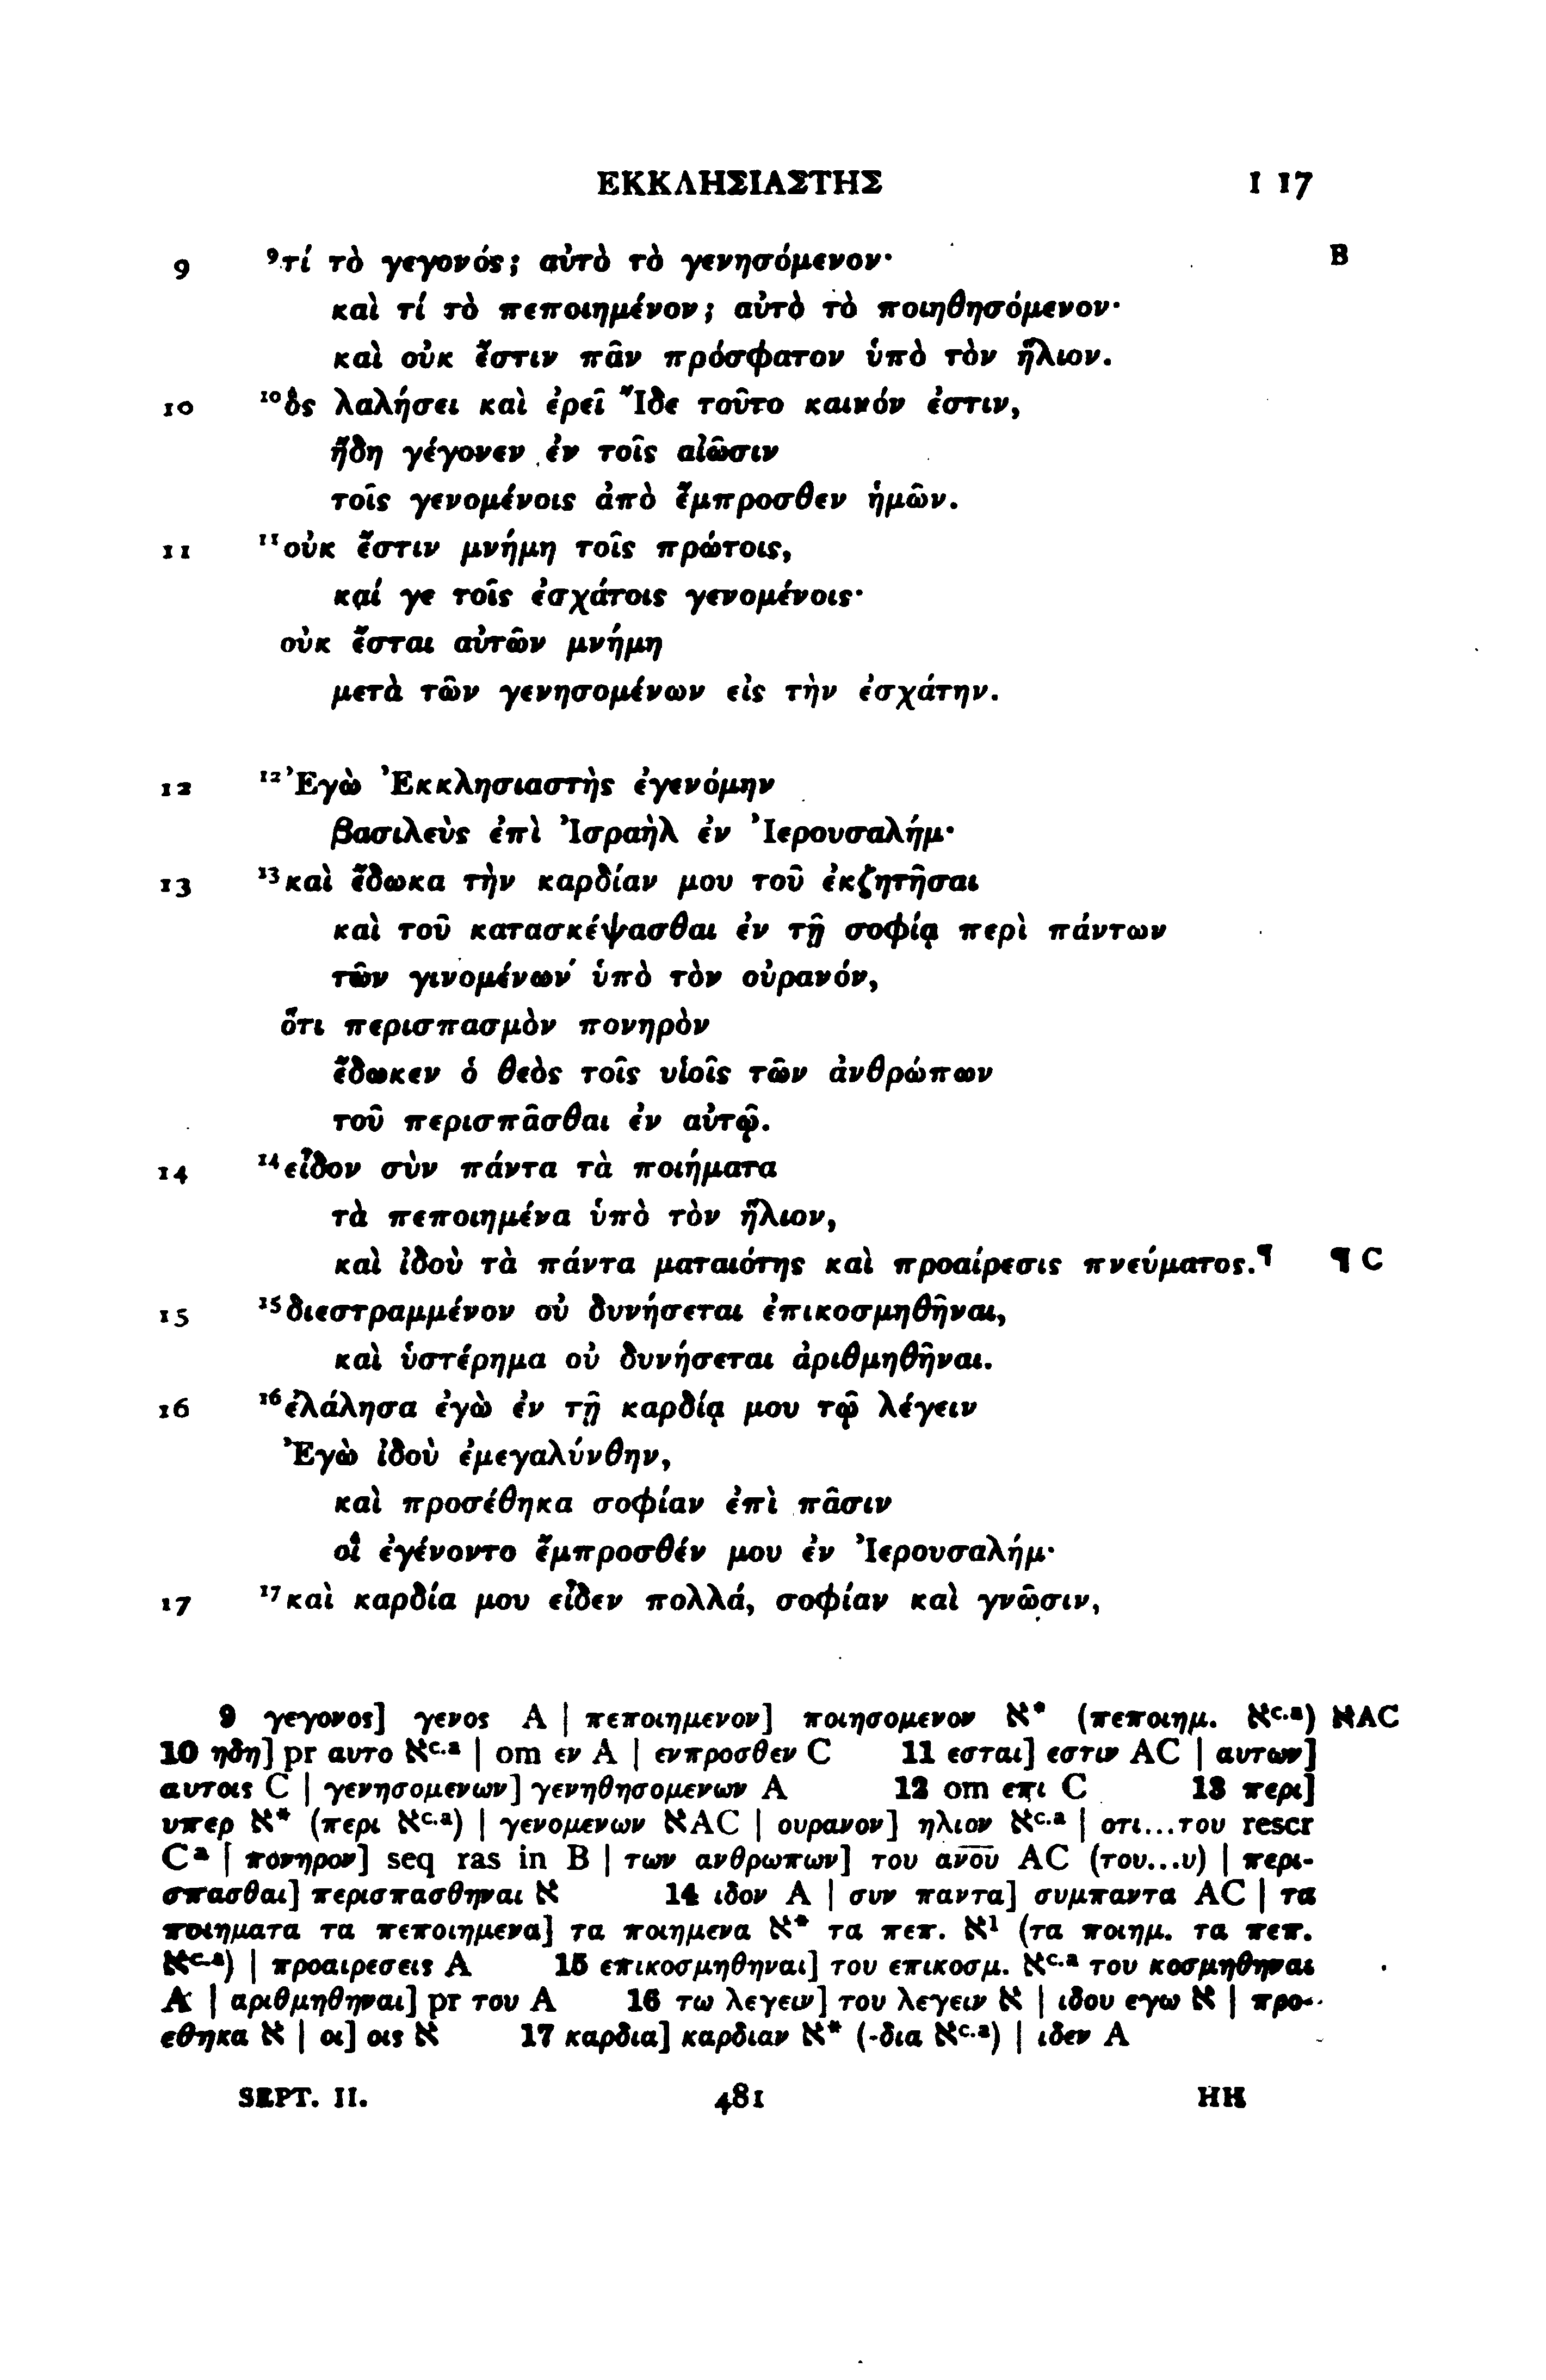 ΕΚΚΛΗΣΙΑΣΤΗΣ I 17
9 ⁹τί τὸ γεγονός; αὐτὸ τὸ γενησόμενον· B
καὶ τί τὸ πεποιημένον; αὐτὸ τὸ ποιηθησόμενον·
καὶ οὐκ ἔστιν πᾶν πρόσφατον ὑπὸ τὸν ἥλιον.
10 ¹⁰ὃς λαλήσει καὶ ἐρεῖ Ἴδε τοῦτο καινόν ἐστιν,
ἤδη γέγονεν ἐν τοῖς αἰῶσιν
τοῖς γενομένοις ἀπὸ ἔμπροσθεν ἡμῶν.
11 ¹¹οὐκ ἔστιν μνήμη τοῖς πρώτοις,
καί γε τοῖς ἐσχάτοις γενομένοις·
οὐκ ἔσται αὐτῶν μνήμη
μετὰ τῶν γενησομένων εἰς τὴν ἐσχάτην.
12 ¹²Ἐγὼ Ἐκκλησιαστὴς ἐγενόμην
βασιλεὺς ἐπὶ Ἰσραὴλ ἐν Ἰερουσαλήμ·
13 ¹³καὶ ἔδωκα τὴν καρδίαν μου τοῦ ἐκζητῆσαι
καὶ τοῦ κατασκέψασθαι ἐν τῇ σοφίᾳ περὶ πάντων
τῶν γινομένων ὑπὸ τὸν οὐρανόν,
ὅτι περισπασμὸν πονηρὸν
ἔδωκεν ὁ θεὸς τοῖς υἱοῖς τῶν ἀνθρώπων
τοῦ περισπᾶσθαι ἐν αὐτῷ.
14 ¹⁴εἶδον σὺν πάντα τὰ ποιήματα
τὰ πεποιημένα ὑπὸ τὸν ἥλιον,
καὶ ἰδοὺ τὰ πάντα ματαιότης καὶ προαίρεσις πνεύματος.¶ ¶ C
15 ¹⁵διεστραμμένον οὐ δυνήσεται ἐπικοσμηθῆναι,
καὶ ὑστέρημα οὐ δυνήσεται ἀριθμηθῆναι.
16 ¹⁶ἐλάλησα ἐγὼ ἐν τῇ καρδίᾳ μου τῷ λέγειν
Ἐγὼ ἰδοὺ ἐμεγαλύνθην,
καὶ προσέθηκα σοφίαν ἐπὶ πᾶσιν
οἳ ἐγένοντο ἔμπροσθέν μου ἐν Ἰερουσαλήμ·
17 ¹⁷καὶ καρδία μου εἶδεν πολλά, σοφίαν καὶ γνῶσιν,
9 γεγονος] γενος A | πεποιημενον] ποιησομενον ℵ* (πεποιημ. ℵᶜ·ᵃ) ℵAC
10 ηδη] pr αυτο ℵᶜ·ᵃ | om εν A | ενπροσθεν C 11 εσται] εστιν AC | αυτων]
αυτοις C | γενησομενων] γενηθησομενων A 12 om επι C 13 περι]
υπερ ℵ* (περι ℵᶜ·ᵃ) | γενομενων ℵAC | ουρανον] ηλιον ℵᶜ·ᵃ | οτι...του rescr
Cᵃ | πονηρον] seq ras in B | των ανθρωπων] του α̅ν̅ο̅υ̅ AC (του...υ) | περι-
σπασθαι] περισπασθηναι ℵ 14 ιδον A | συν παντα] συμπαντα AC | τα
ποιηματα τα πεποιημενα] τα ποιημενα ℵ* τα πεπ. ℵ¹ (τα ποιημ. τα πεπ.
ℵᶜ·ᵃ) | προαιρεσεις A 15 επικοσμηθηναι] του επικοσμ. ℵᶜ·ᵃ του κοσμηθηναι
A | αριθμηθηναι] pr του A 16 τω λεγειν] του λεγειν ℵ | ιδου εγω ℵ | προ-
εθηκα ℵ | οι] οις ℵ 17 καρδια] καρδιαν ℵ* (-δια ℵᶜ·ᵃ) | ιδεν A
SEPT. II. 481 HH